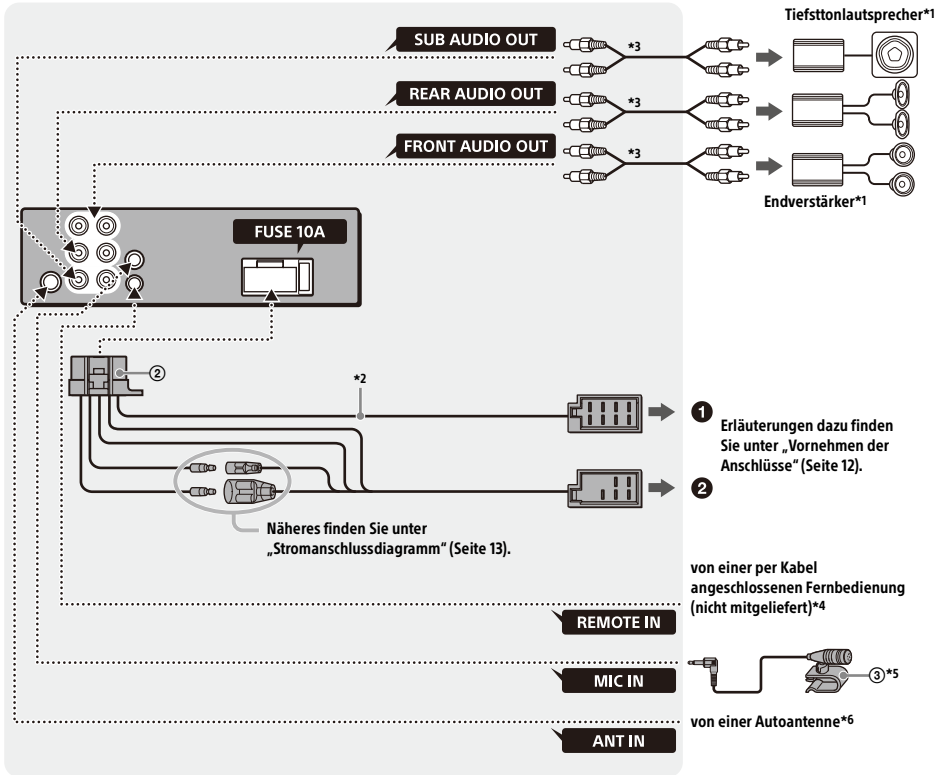 Tiefsttonlautsprecher*1
SUB AUDIO OUT
*3
REAR AUDIO OUT
*3
FRONT AUDIO OUT
*3
Endverstärker*1
FUSE 10A
②
*2
❶
Erläuterungen dazu finden
Sie unter „Vornehmen der
Anschlüsse“ (Seite 12).
❷
Näheres finden Sie unter
„Stromanschlussdiagramm“ (Seite 13).
von einer per Kabel
angeschlossenen Fernbedienung
(nicht mitgeliefert)*4
REMOTE IN
③*5
MIC IN
von einer Autoantenne*6
ANT IN